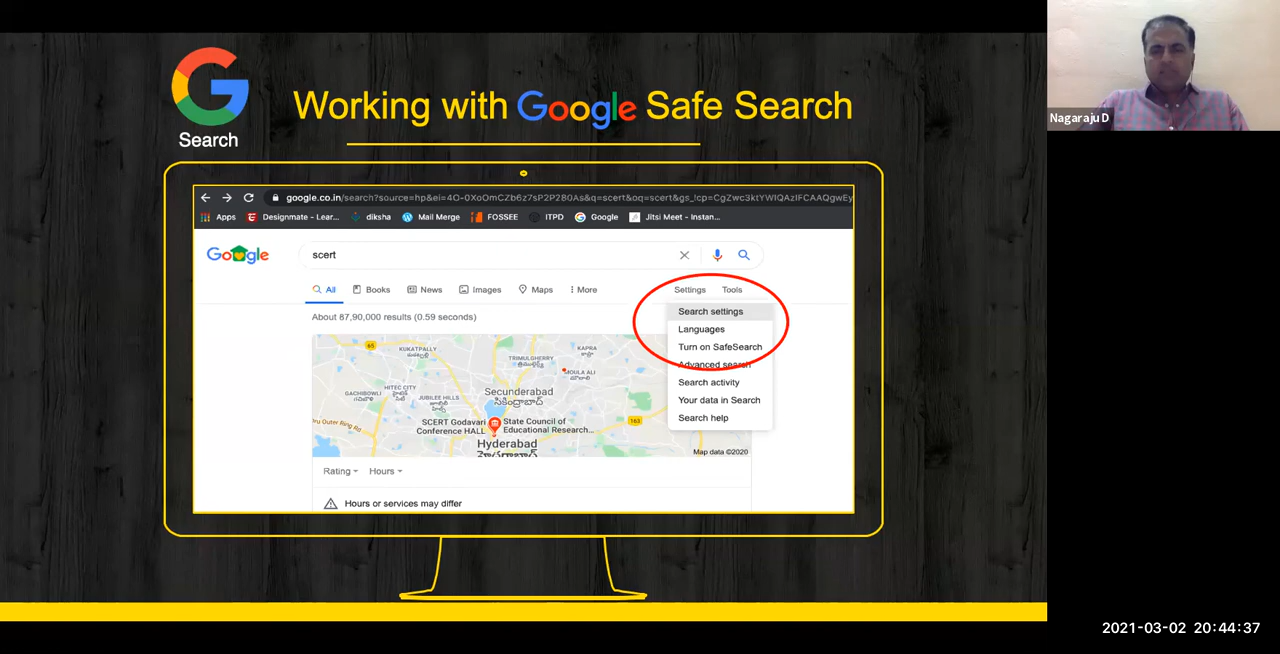 Search
Working with Google Safe Search
Nagaraju D
google.co.in/search?source=hp&ei=4O-0XoOmCZb6z7sP2P2B0As&q=scert&oq=scert&gs_lcp=CgZwc3ktYWIQAzIFCAAQgwEy
Apps Designmate - Lear... diksha Mail Merge FOSSEE ITPD Google Jitsi Meet - Instan...
Google scert
All Books News Images Maps More Settings Tools
About 87,90,000 results (0.59 seconds)
Search settings
Languages
Turn on SafeSearch
Advanced search
Search activity
Your data in Search
Search help
65
KUKATPALLY
KAPRA
TRIMULGHERRY
MOULA ALI
HITEC CITY
GACHIBOWLI
JUBILEE HILLS
Secunderabad
సికింద్రాబాద్
ru Outer Ring Rd
163
SCERT Godavari
Conference HALL
State Council of
Educational Research...
Hyderabad
Map data ©2020
Rating Hours
Hours or services may differ
2021-03-02 20:44:37